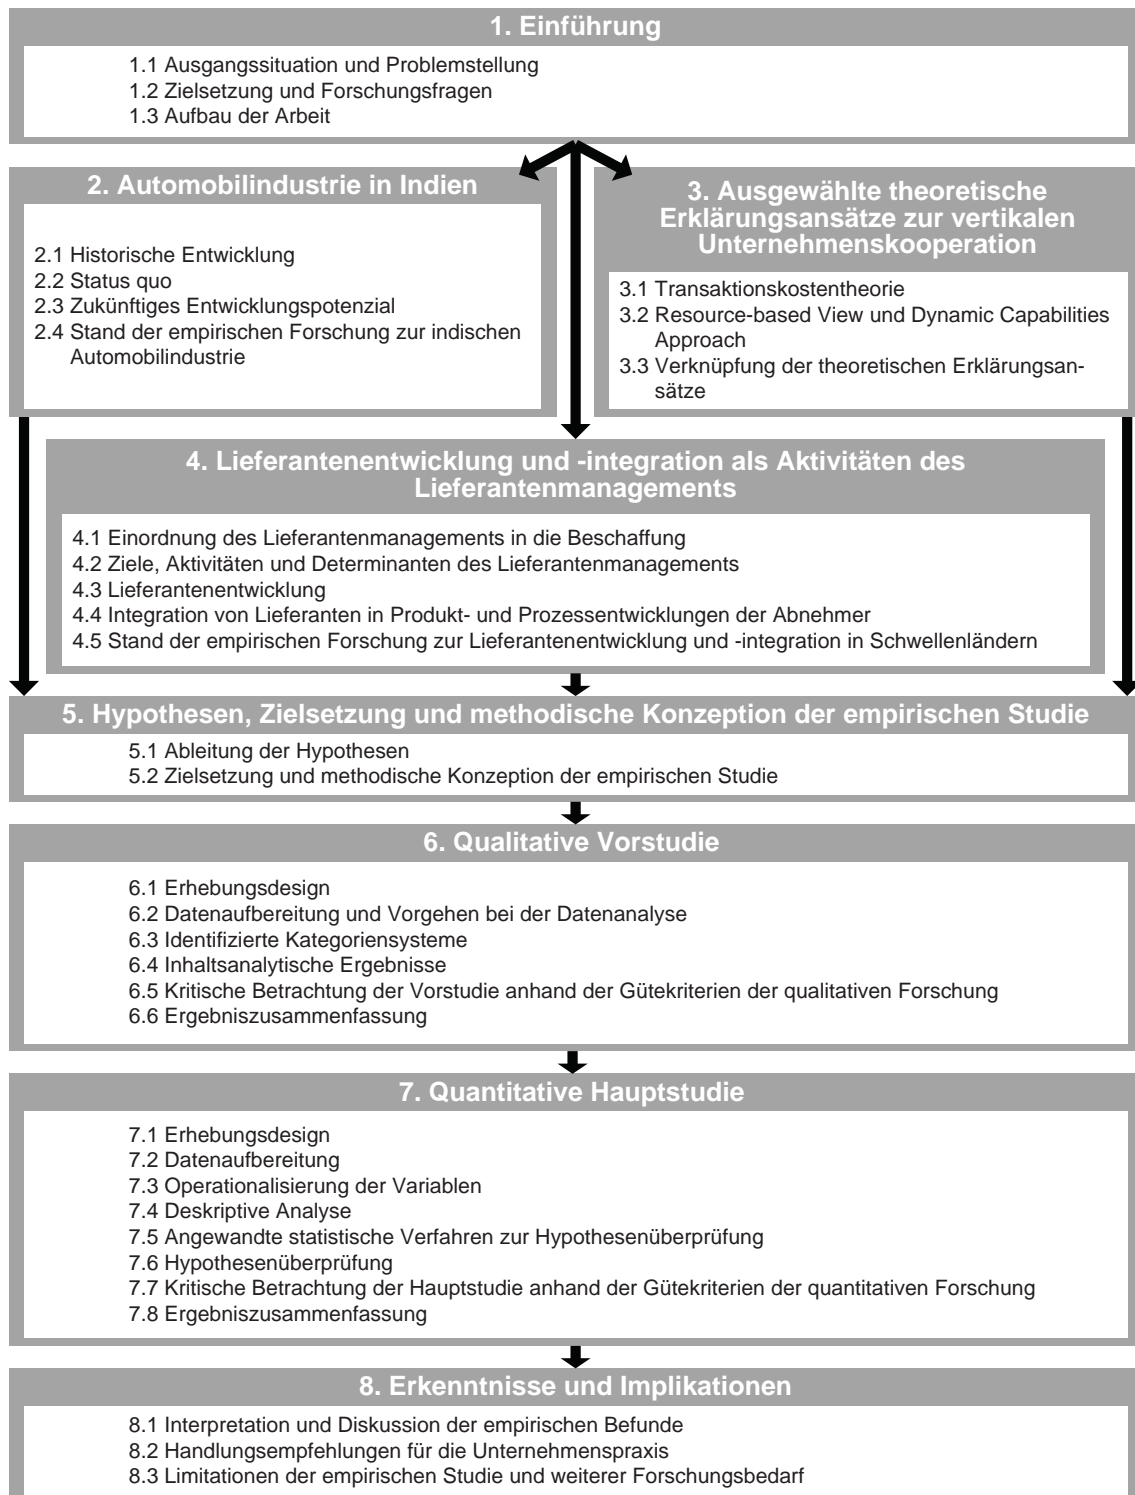 1. Einführung
1.1 Ausgangssituation und Problemstellung
1.2 Zielsetzung und Forschungsfragen
1.3 Aufbau der Arbeit
2. Automobilindustrie in Indien
2.1 Historische Entwicklung
2.2 Status quo
2.3 Zukünftiges Entwicklungspotenzial
2.4 Stand der empirischen Forschung zur indischen
Automobilindustrie
3. Ausgewählte theoretische
Erklärungsansätze zur vertikalen
Unternehmenskooperation
3.1 Transaktionskostentheorie
3.2 Resource-based View und Dynamic Capabilities
Approach
3.3 Verknüpfung der theoretischen Erklärungsan-
sätze
4. Lieferantenentwicklung und -integration als Aktivitäten des
Lieferantenmanagements
4.1 Einordnung des Lieferantenmanagements in die Beschaffung
4.2 Ziele, Aktivitäten und Determinanten des Lieferantenmanagements
4.3 Lieferantenentwicklung
4.4 Integration von Lieferanten in Produkt- und Prozessentwicklungen der Abnehmer
4.5 Stand der empirischen Forschung zur Lieferantenentwicklung und -integration in Schwellenländern
5. Hypothesen, Zielsetzung und methodische Konzeption der empirischen Studie
5.1 Ableitung der Hypothesen
5.2 Zielsetzung und methodische Konzeption der empirischen Studie
6. Qualitative Vorstudie
6.1 Erhebungsdesign
6.2 Datenaufbereitung und Vorgehen bei der Datenanalyse
6.3 Identifizierte Kategoriensysteme
6.4 Inhaltsanalytische Ergebnisse
6.5 Kritische Betrachtung der Vorstudie anhand der Gütekriterien der qualitativen Forschung
6.6 Ergebniszusammenfassung
7. Quantitative Hauptstudie
7.1 Erhebungsdesign
7.2 Datenaufbereitung
7.3 Operationalisierung der Variablen
7.4 Deskriptive Analyse
7.5 Angewandte statistische Verfahren zur Hypothesenüberprüfung
7.6 Hypothesenüberprüfung
7.7 Kritische Betrachtung der Hauptstudie anhand der Gütekriterien der quantitativen Forschung
7.8 Ergebniszusammenfassung
8. Erkenntnisse und Implikationen
8.1 Interpretation und Diskussion der empirischen Befunde
8.2 Handlungsempfehlungen für die Unternehmenspraxis
8.3 Limitationen der empirischen Studie und weiterer Forschungsbedarf